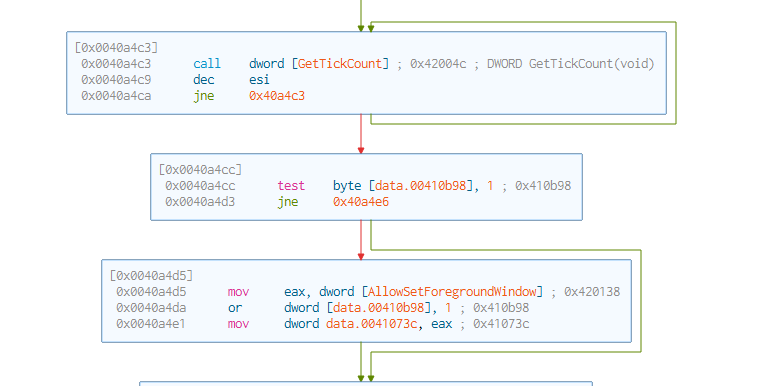 [0x0040a4c3]
0x0040a4c3 call dword [GetTickCount] ; 0x42004c ; DWORD GetTickCount(void)
0x0040a4c9 dec esi
0x0040a4ca jne 0x40a4c3
[0x0040a4cc]
0x0040a4cc test byte [data.00410b98], 1 ; 0x410b98
0x0040a4d3 jne 0x40a4e6
[0x0040a4d5]
0x0040a4d5 mov eax, dword [AllowSetForegroundWindow] ; 0x420138
0x0040a4da or dword [data.00410b98], 1 ; 0x410b98
0x0040a4e1 mov dword data.0041073c, eax ; 0x41073c